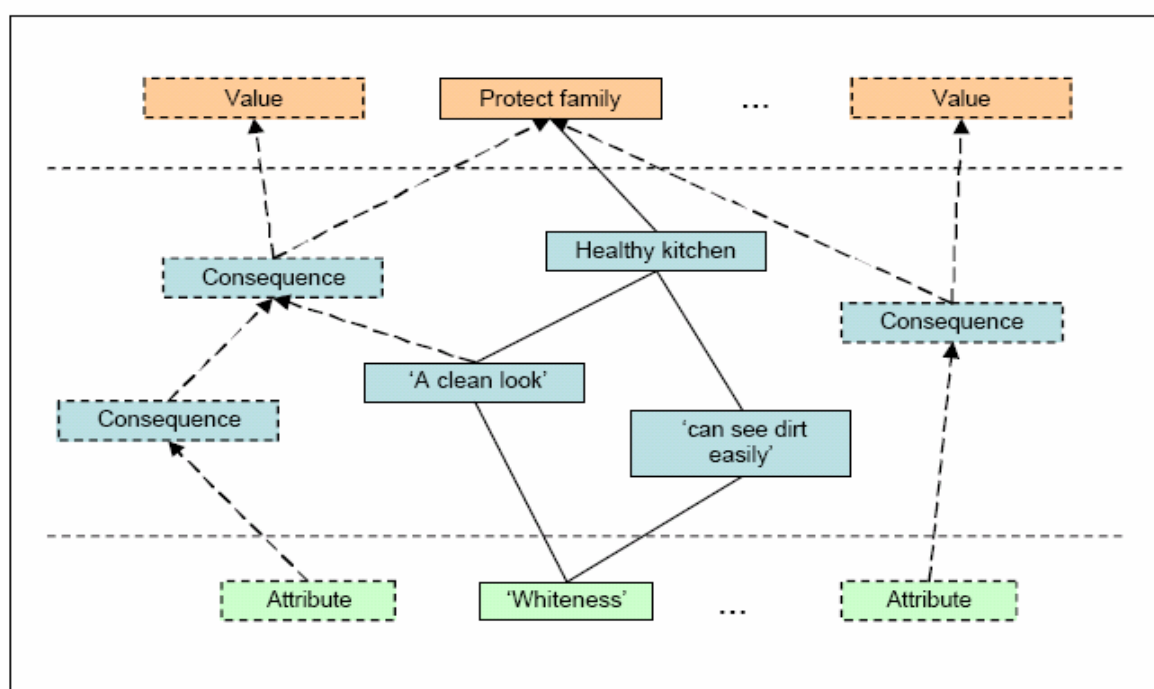 Value
Protect family
...
Value
Healthy kitchen
Consequence
Consequence
‘A clean look’
Consequence
‘can see dirt
easily’
Attribute
‘Whiteness’
...
Attribute